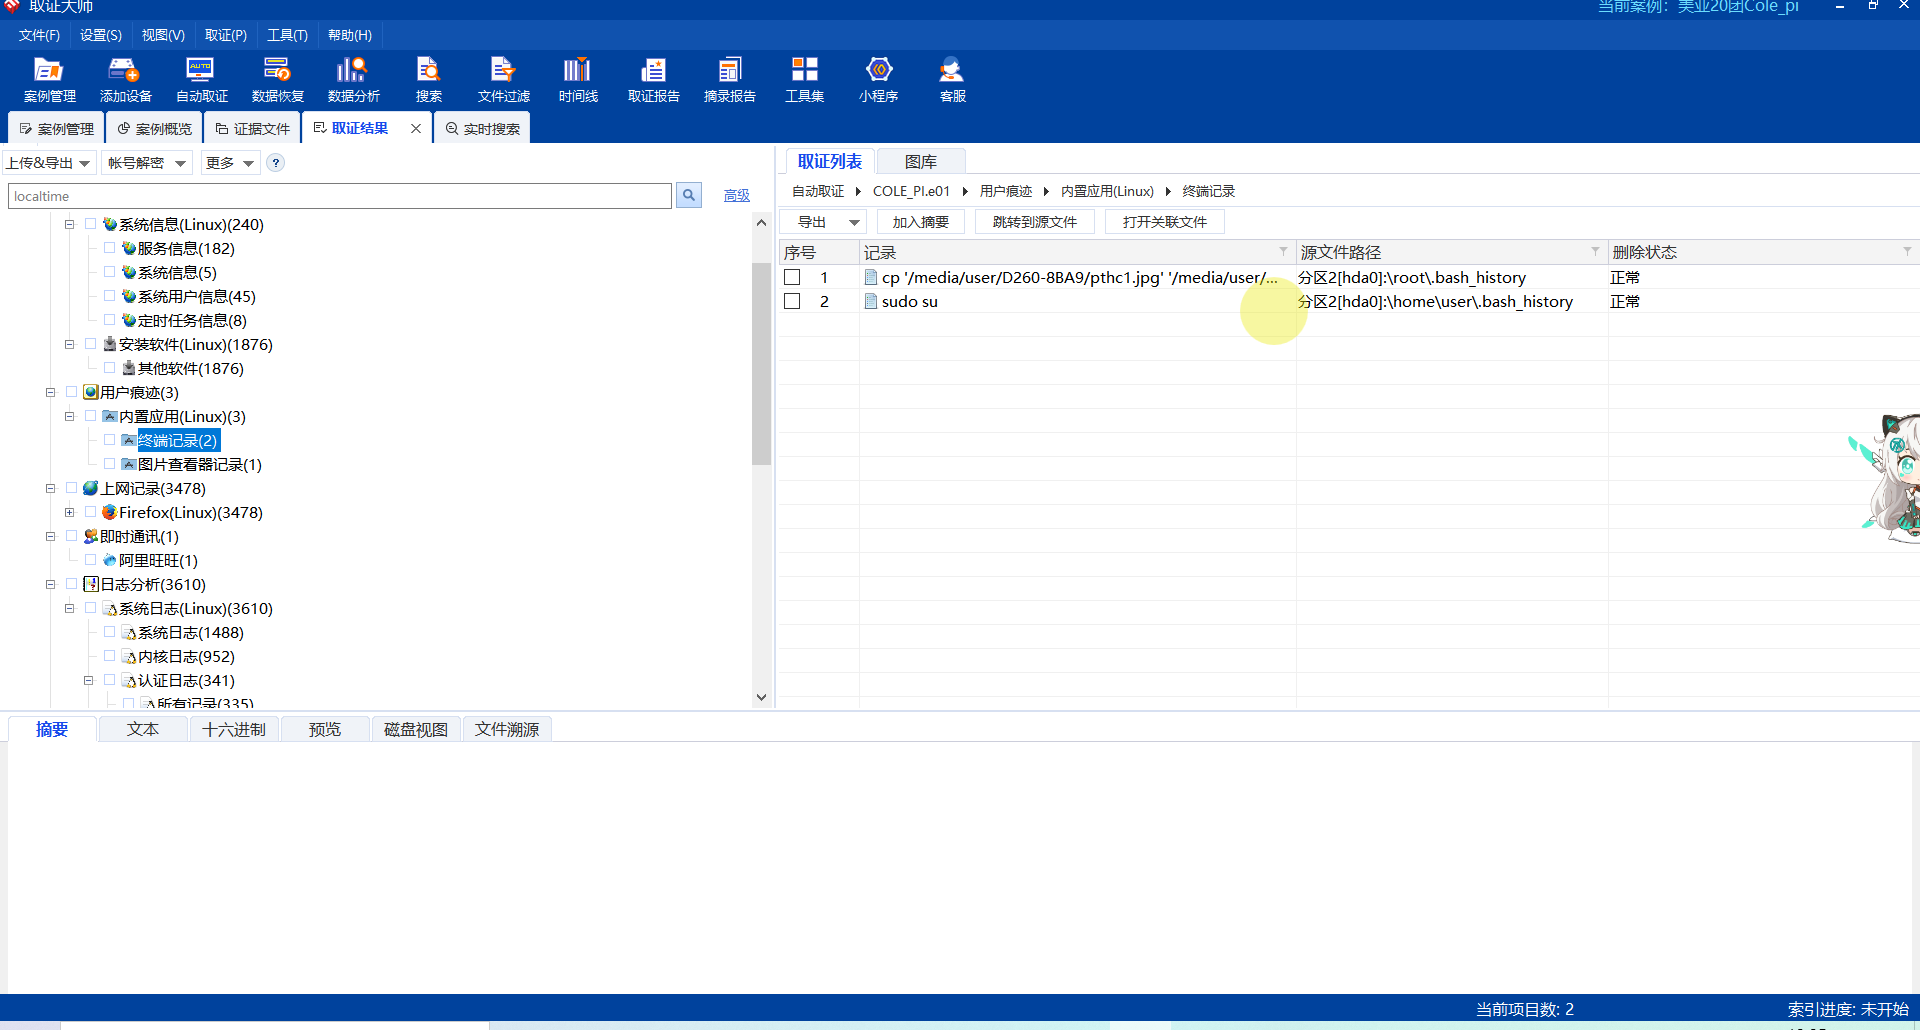 取证大师
当前案例：美业20团Cole_pi
文件(F) 设置(S) 视图(V) 取证(P) 工具(T) 帮助(H)
案例管理 添加设备 自动取证 数据恢复 数据分析 搜索 文件过滤 时间线 取证报告 摘录报告 工具集 小程序 客服
案例管理 案例概览 证据文件 取证结果 实时搜索
上传&导出 帐号解密 更多 ?
localtime
高级
系统信息(Linux)(240)
服务信息(182)
系统信息(5)
系统用户信息(45)
定时任务信息(8)
安装软件(Linux)(1876)
其他软件(1876)
用户痕迹(3)
内置应用(Linux)(3)
终端记录(2)
图片查看器记录(1)
上网记录(3478)
Firefox(Linux)(3478)
即时通讯(1)
阿里旺旺(1)
日志分析(3610)
系统日志(Linux)(3610)
系统日志(1488)
内核日志(952)
认证日志(341)
所有记录(335)
取证列表 图库
自动取证 COLE_PI.e01 用户痕迹 内置应用(Linux) 终端记录
导出 加入摘要 跳转到源文件 打开关联文件
序号 记录 源文件路径 删除状态
1 cp '/media/user/D260-8BA9/pthc1.jpg' '/media/user/... 分区2[hda0]:\root\.bash_history 正常
2 sudo su 分区2[hda0]:\home\user\.bash_history 正常
摘要 文本 十六进制 预览 磁盘视图 文件溯源
当前项目数: 2
索引进度: 未开始